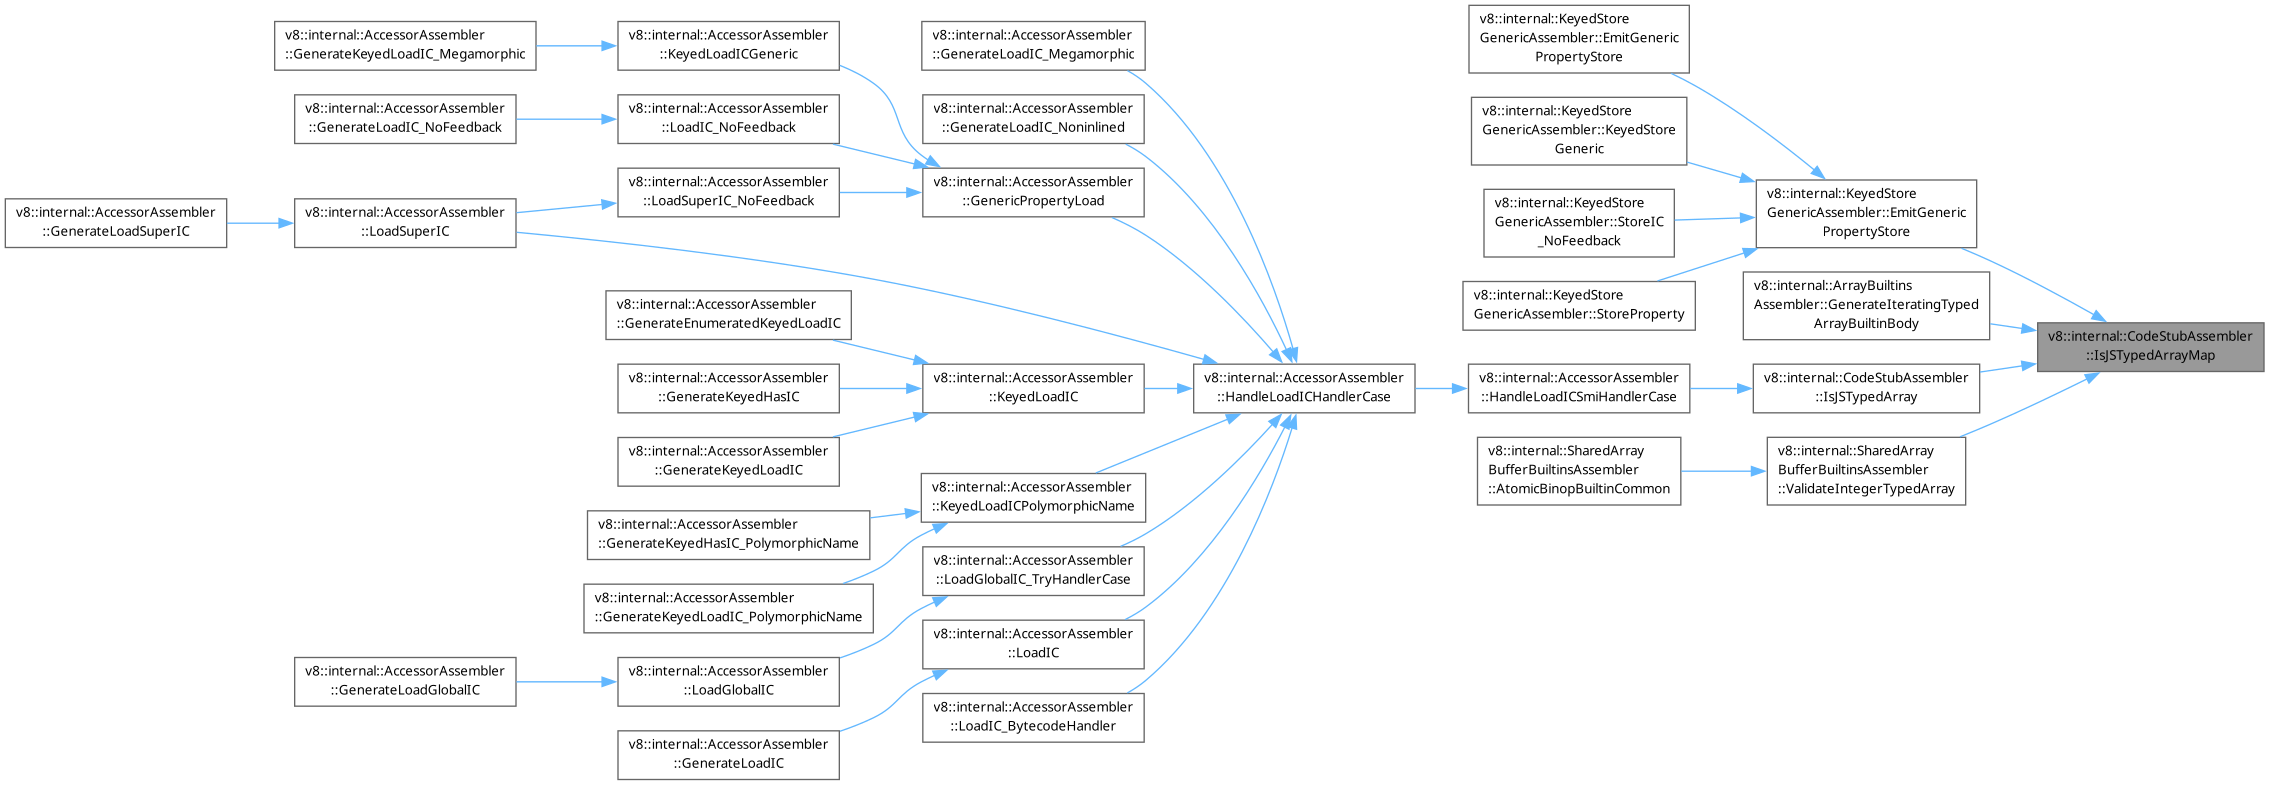 v8::internal::AccessorAssembler
::GenerateLoadSuperIC
v8::internal::AccessorAssembler
::GenerateKeyedLoadIC_Megamorphic
v8::internal::AccessorAssembler
::GenerateLoadIC_NoFeedback
v8::internal::AccessorAssembler
::LoadSuperIC
v8::internal::AccessorAssembler
::GenerateLoadGlobalIC
v8::internal::AccessorAssembler
::KeyedLoadICGeneric
v8::internal::AccessorAssembler
::LoadIC_NoFeedback
v8::internal::AccessorAssembler
::LoadSuperIC_NoFeedback
v8::internal::AccessorAssembler
::GenerateEnumeratedKeyedLoadIC
v8::internal::AccessorAssembler
::GenerateKeyedHasIC
v8::internal::AccessorAssembler
::GenerateKeyedLoadIC
v8::internal::AccessorAssembler
::GenerateKeyedHasIC_PolymorphicName
v8::internal::AccessorAssembler
::GenerateKeyedLoadIC_PolymorphicName
v8::internal::AccessorAssembler
::LoadGlobalIC
v8::internal::AccessorAssembler
::GenerateLoadIC
v8::internal::AccessorAssembler
::GenerateLoadIC_Megamorphic
v8::internal::AccessorAssembler
::GenerateLoadIC_Noninlined
v8::internal::AccessorAssembler
::GenericPropertyLoad
v8::internal::AccessorAssembler
::KeyedLoadIC
v8::internal::AccessorAssembler
::KeyedLoadICPolymorphicName
v8::internal::AccessorAssembler
::LoadGlobalIC_TryHandlerCase
v8::internal::AccessorAssembler
::LoadIC
v8::internal::AccessorAssembler
::LoadIC_BytecodeHandler
v8::internal::AccessorAssembler
::HandleLoadICHandlerCase
v8::internal::KeyedStore
GenericAssembler::EmitGeneric
PropertyStore
v8::internal::KeyedStore
GenericAssembler::KeyedStore
Generic
v8::internal::KeyedStore
GenericAssembler::StoreIC
_NoFeedback
v8::internal::KeyedStore
GenericAssembler::StoreProperty
v8::internal::AccessorAssembler
::HandleLoadICSmiHandlerCase
v8::internal::SharedArray
BufferBuiltinsAssembler
::AtomicBinopBuiltinCommon
v8::internal::KeyedStore
GenericAssembler::EmitGeneric
PropertyStore
v8::internal::ArrayBuiltins
Assembler::GenerateIteratingTyped
ArrayBuiltinBody
v8::internal::CodeStubAssembler
::IsJSTypedArray
v8::internal::SharedArray
BufferBuiltinsAssembler
::ValidateIntegerTypedArray
v8::internal::CodeStubAssembler
::IsJSTypedArrayMap